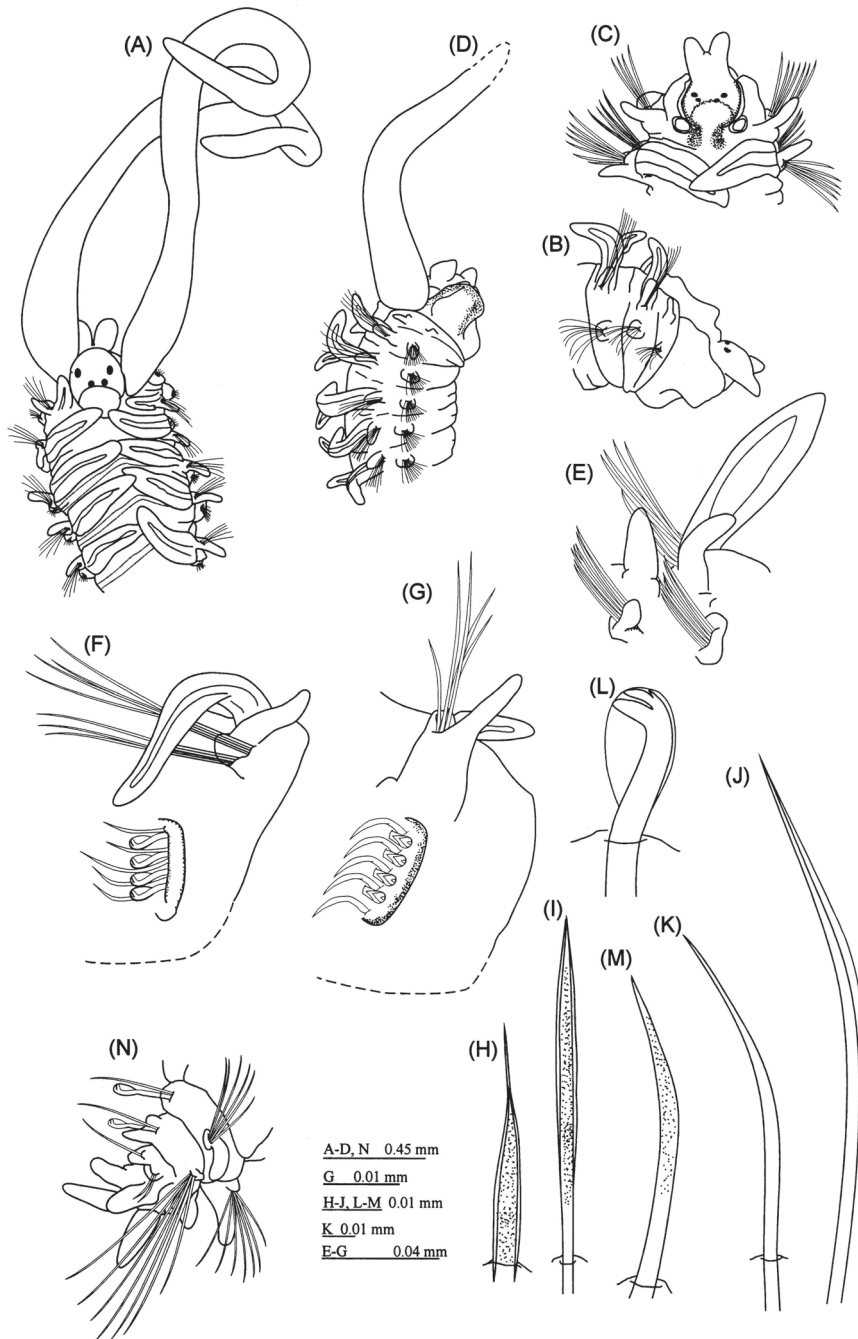 (A)
(D)
(C)
(B)
(E)
(G)
(F)
(L)
(J)
(I)
(K)
(M)
(H)
(N)
A-D, N 0.45 mm
G 0.01 mm
H-J, L-M 0.01 mm
K 0.01 mm
E-G 0.04 mm